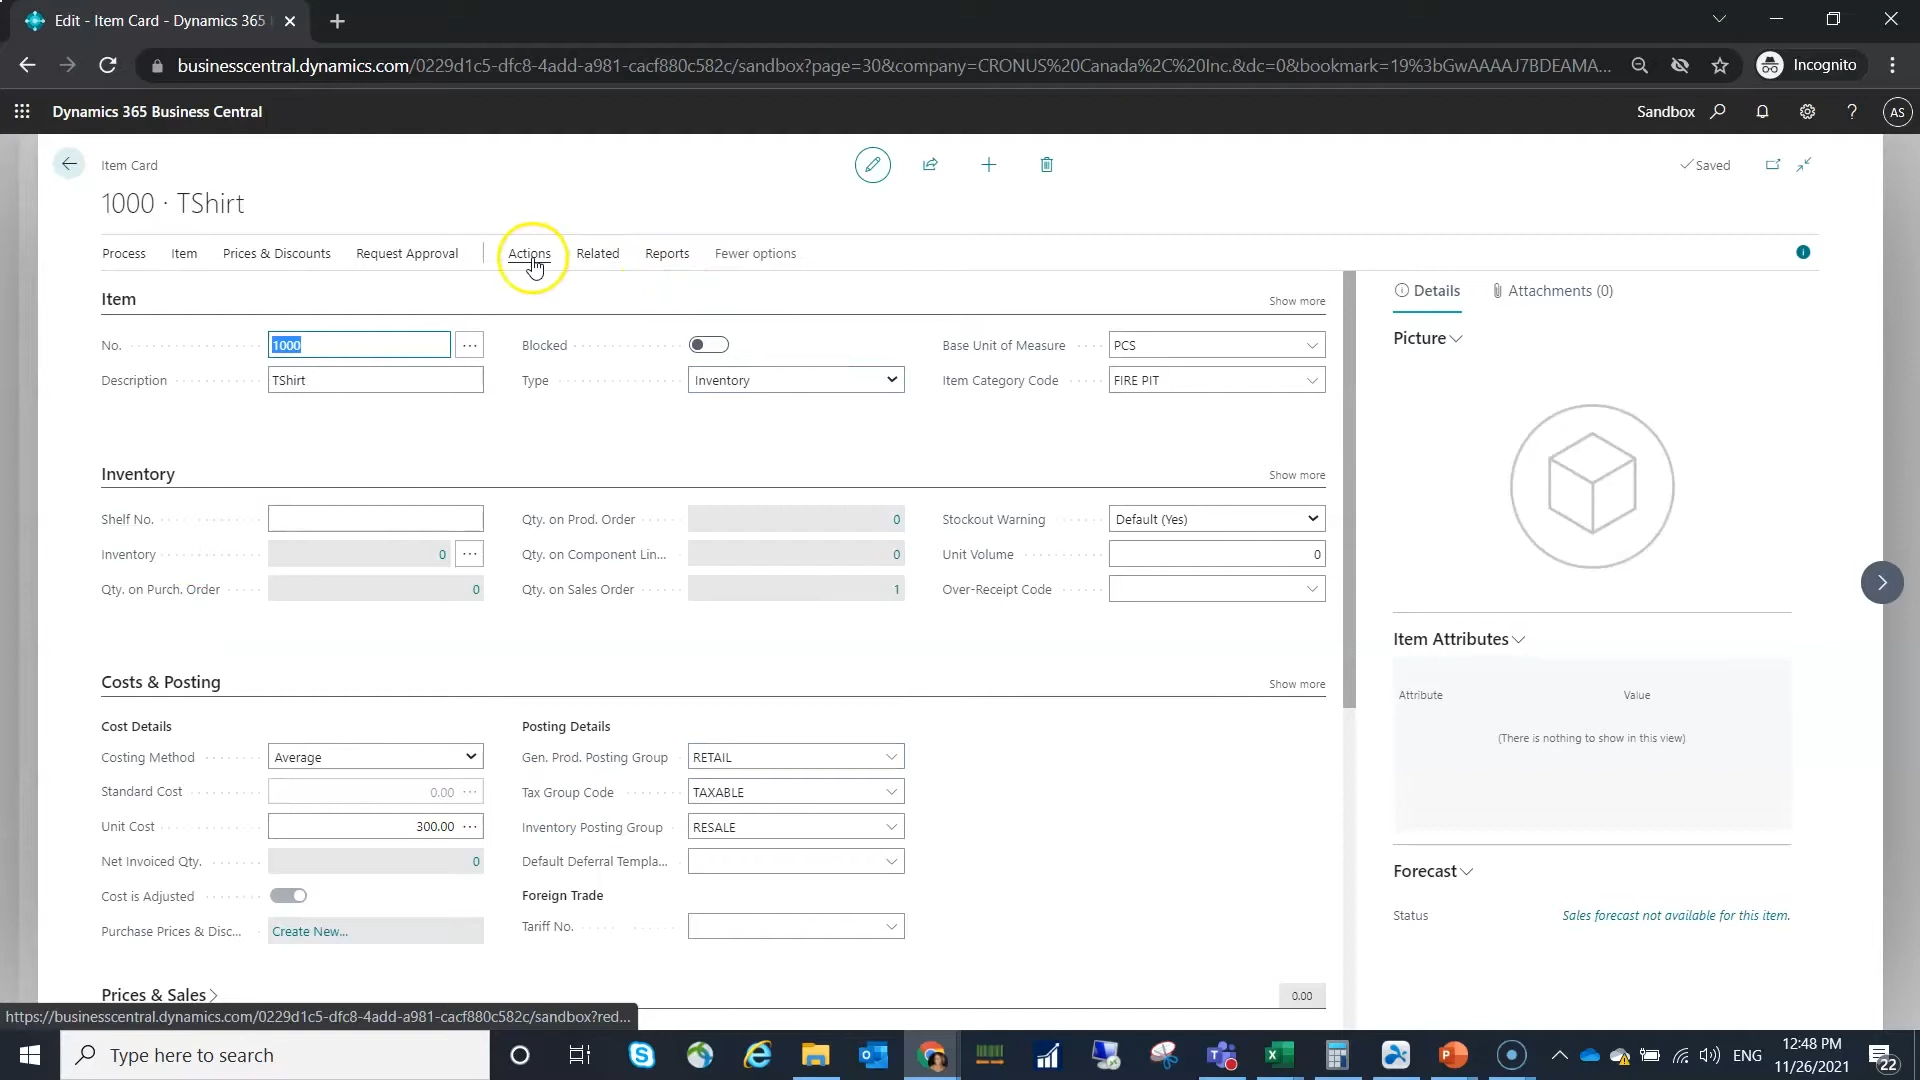 Edit - Item Card - Dynamics 365
businesscentral.dynamics.com/0229d1c5-dfc8-4add-a981-cacf880c582c/sandbox?page=30&company=CRONUS%20Canada%2C%20Inc.&dc=0&bookmark=19%3bGwAAAAJ7BDEAMA...
Incognito
Dynamics 365 Business Central
Sandbox
?
AS
Item Card
Saved
1000 · TShirt
Process Item Prices & Discounts Request Approval Actions Related Reports Fewer options
Item
Show more
No. 1000 ...
Blocked
Base Unit of Measure PCS
Description TShirt
Type Inventory
Item Category Code FIRE PIT
Inventory
Show more
Shelf No.
Qty. on Prod. Order 0
Stockout Warning Default (Yes)
Inventory 0 ...
Qty. on Component Lin... 0
Unit Volume 0
Qty. on Purch. Order 0
Qty. on Sales Order 1
Over-Receipt Code
Costs & Posting
Show more
Cost Details
Posting Details
Costing Method Average
Gen. Prod. Posting Group RETAIL
Standard Cost 0.00 ...
Tax Group Code TAXABLE
Unit Cost 300.00 ...
Inventory Posting Group RESALE
Net Invoiced Qty. 0
Default Deferral Templa...
Cost is Adjusted
Foreign Trade
Purchase Prices & Disc... Create New...
Tariff No.
Prices & Sales
0.00
Details Attachments (0)
Picture
Item Attributes
Attribute Value
(There is nothing to show in this view)
Forecast
Status Sales forecast not available for this item.
https://businesscentral.dynamics.com/0229d1c5-dfc8-4add-a981-cacf880c582c/sandbox?red...
Type here to search
ENG
12:48 PM
11/26/2021
22